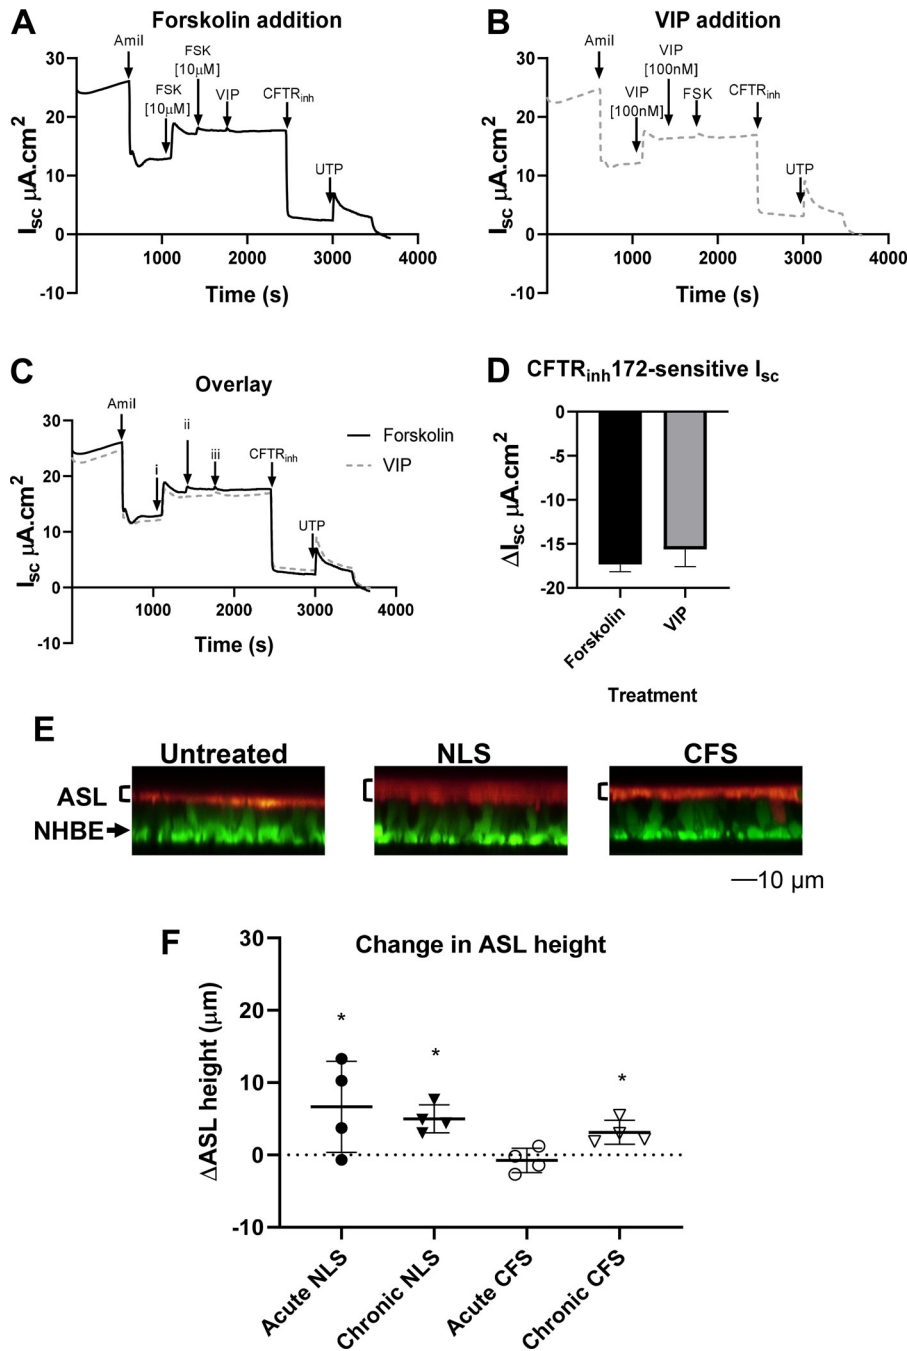 A
Forskolin addition
Amil
FSK
[10μM]
FSK
[10μM]
VIP
CFTRinh
UTP
30
20
10
0
-10
1000
2000
3000
4000
Isc μA.cm2
Time (s)
B
VIP addition
Amil
VIP
[100nM]
VIP
[100nM]
FSK
CFTRinh
UTP
30
20
10
0
-10
1000
2000
3000
4000
Isc μA.cm2
Time (s)
C
Overlay
Amil
i
ii
iii
CFTRinh
UTP
Forskolin
VIP
30
20
10
0
-10
1000
2000
3000
4000
Isc μA.cm2
Time (s)
D
CFTRinh172-sensitive Isc
0
-5
-10
-15
-20
ΔIsc μA.cm2
Forskolin
VIP
Treatment
E
Untreated
NLS
CFS
ASL
NHBE
10 μm
F
Change in ASL height
30
20
10
0
-10
ΔASL height (μm)
*
*
*
Acute NLS
Chronic NLS
Acute CFS
Chronic CFS